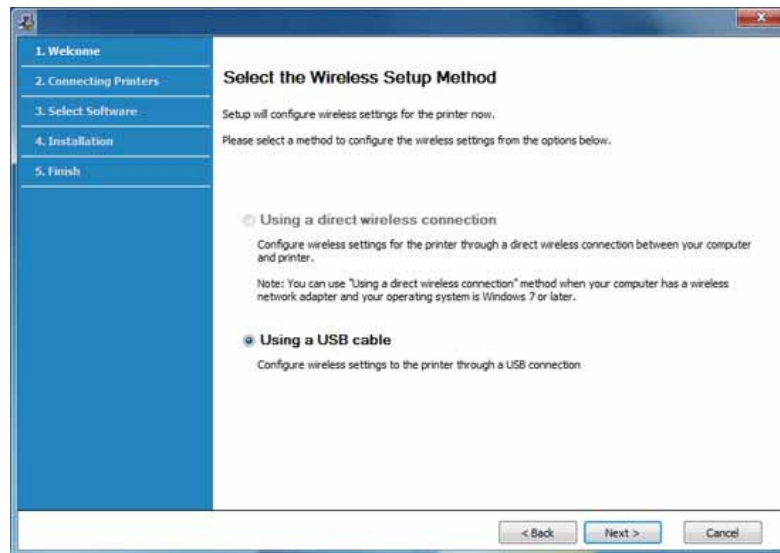 1. Welcome
2. Connecting Printers
3. Select Software
4. Installation
5. Finish
Select the Wireless Setup Method
Setup will configure wireless settings for the printer now.
Please select a method to configure the wireless settings from the options below.
Using a direct wireless connection
Configure wireless settings for the printer through a direct wireless connection between your computer
and printer.
Note: You can use "Using a direct wireless connection" method when your computer has a wireless
network adapter and your operating system is Windows 7 or later.
Using a USB cable
Configure wireless settings to the printer through a USB connection
< Back
Next >
Cancel